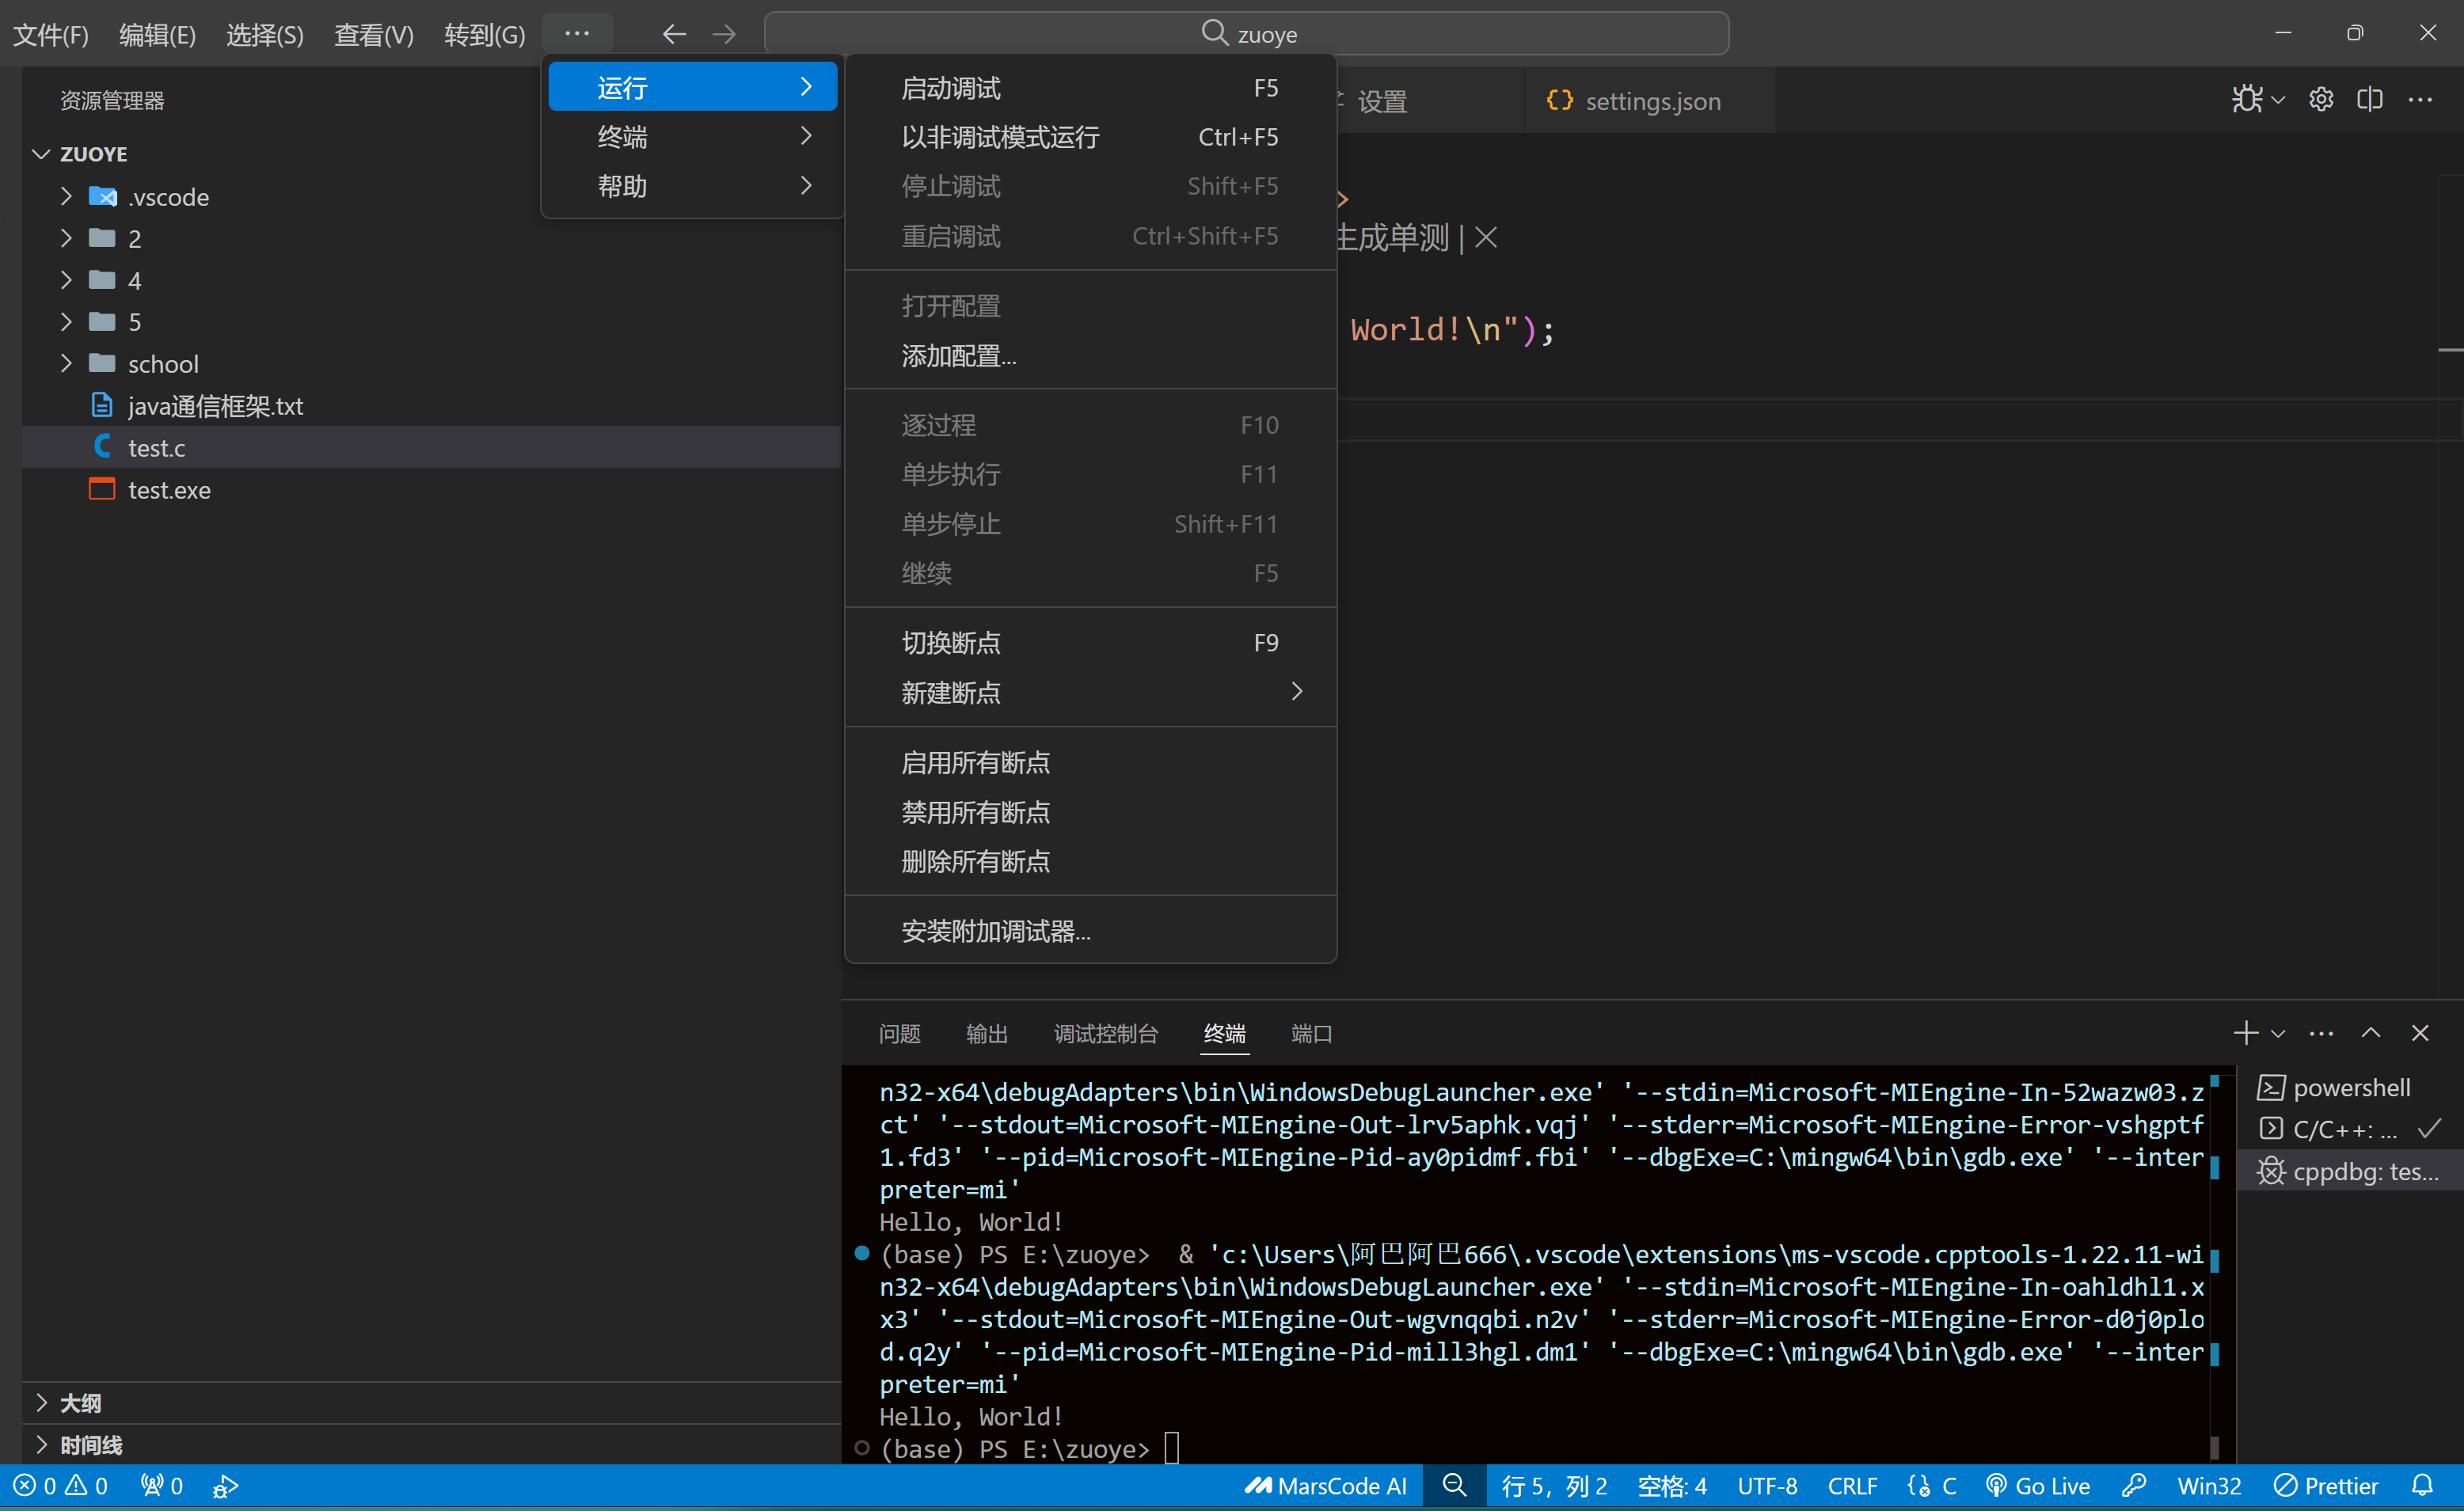 文件(F) 编辑(E) 选择(S) 查看(V) 转到(G) ··· zuoye
资源管理器
ZUOYE
.vscode
2
4
5
school
java通信框架.txt
test.c
test.exe
大纲
时间线
运行
终端
帮助
启动调试 F5
以非调试模式运行 Ctrl+F5
停止调试 Shift+F5
重启调试 Ctrl+Shift+F5
打开配置
添加配置...
逐过程 F10
单步执行 F11
单步停止 Shift+F11
继续 F5
切换断点 F9
新建断点
启用所有断点
禁用所有断点
删除所有断点
安装附加调试器...
设置 {} settings.json
>
生成单测 | ×
World!\n");
问题 输出 调试控制台 终端 端口
n32-x64\debugAdapters\bin\WindowsDebugLauncher.exe' '--stdin=Microsoft-MIEngine-In-52wazw03.z
ct' '--stdout=Microsoft-MIEngine-Out-lrv5aphk.vqj' '--stderr=Microsoft-MIEngine-Error-vshgptf
1.fd3' '--pid=Microsoft-MIEngine-Pid-ay0pidmf.fbi' '--dbgExe=C:\mingw64\bin\gdb.exe' '--inter
preter=mi'
Hello, World!
(base) PS E:\zuoye>  & 'c:\Users\阿巴阿巴666\.vscode\extensions\ms-vscode.cpptools-1.22.11-wi
n32-x64\debugAdapters\bin\WindowsDebugLauncher.exe' '--stdin=Microsoft-MIEngine-In-oahldhl1.x
x3' '--stdout=Microsoft-MIEngine-Out-wgvnqqbi.n2v' '--stderr=Microsoft-MIEngine-Error-d0j0plo
d.q2y' '--pid=Microsoft-MIEngine-Pid-mill3hgl.dm1' '--dbgExe=C:\mingw64\bin\gdb.exe' '--inter
preter=mi'
Hello, World!
(base) PS E:\zuoye>
powershell
C/C++: ...
cppdbg: tes...
0 0 0 MarsCode AI 行 5，列 2 空格: 4 UTF-8 CRLF {} C Go Live Win32 Prettier